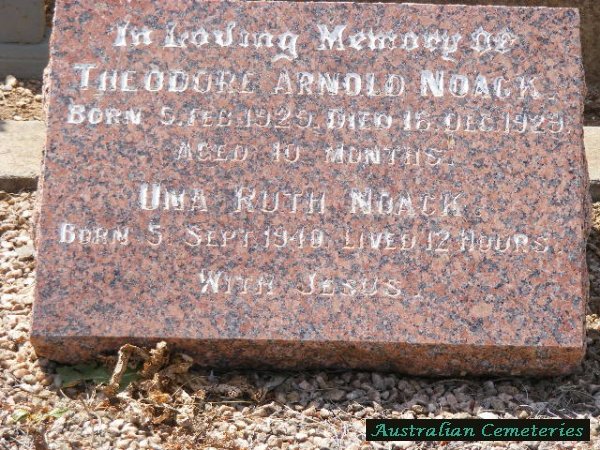 In Loving Memory Of
THEODORE ARNOLD NOACK.
BORN 5. FEB. 1929. DIED 16. DEC. 1929.
AGED 10 MONTHS.
UNA RUTH NOACK.
BORN 5. SEPT. 1940. LIVED 12 HOURS.
WITH JESUS.
Australian Cemeteries